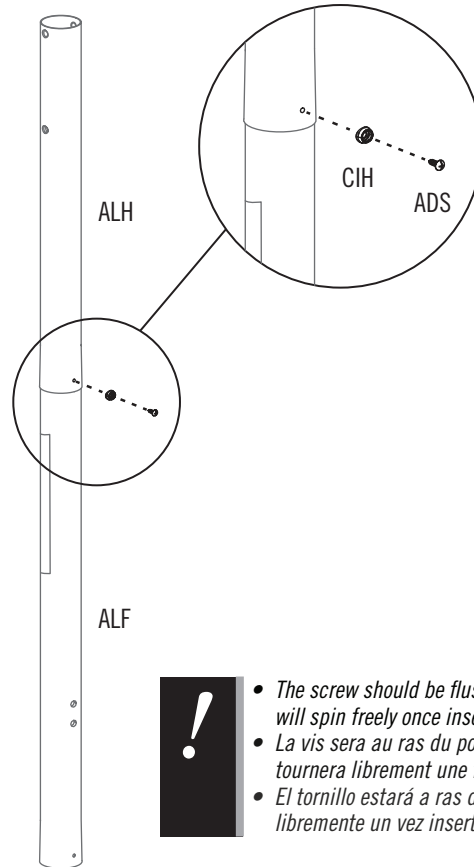 CIH
ADS
ALH
ALF
!
• The screw should be flus
will spin freely once inse
• La vis sera au ras du po
tournera librement une
• El tornillo estará a ras d
libremente un vez insert